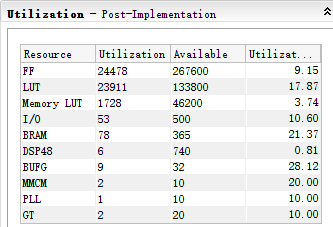 Utilization - Post-Implementation
Resource Utilization Available Utilizat...
FF 24478 267600 9.15
LUT 23911 133800 17.87
Memory LUT 1728 46200 3.74
I/O 53 500 10.60
BRAM 78 365 21.37
DSP48 6 740 0.81
BUFG 9 32 28.12
MMCM 2 10 20.00
PLL 1 10 10.00
GT 2 20 10.00